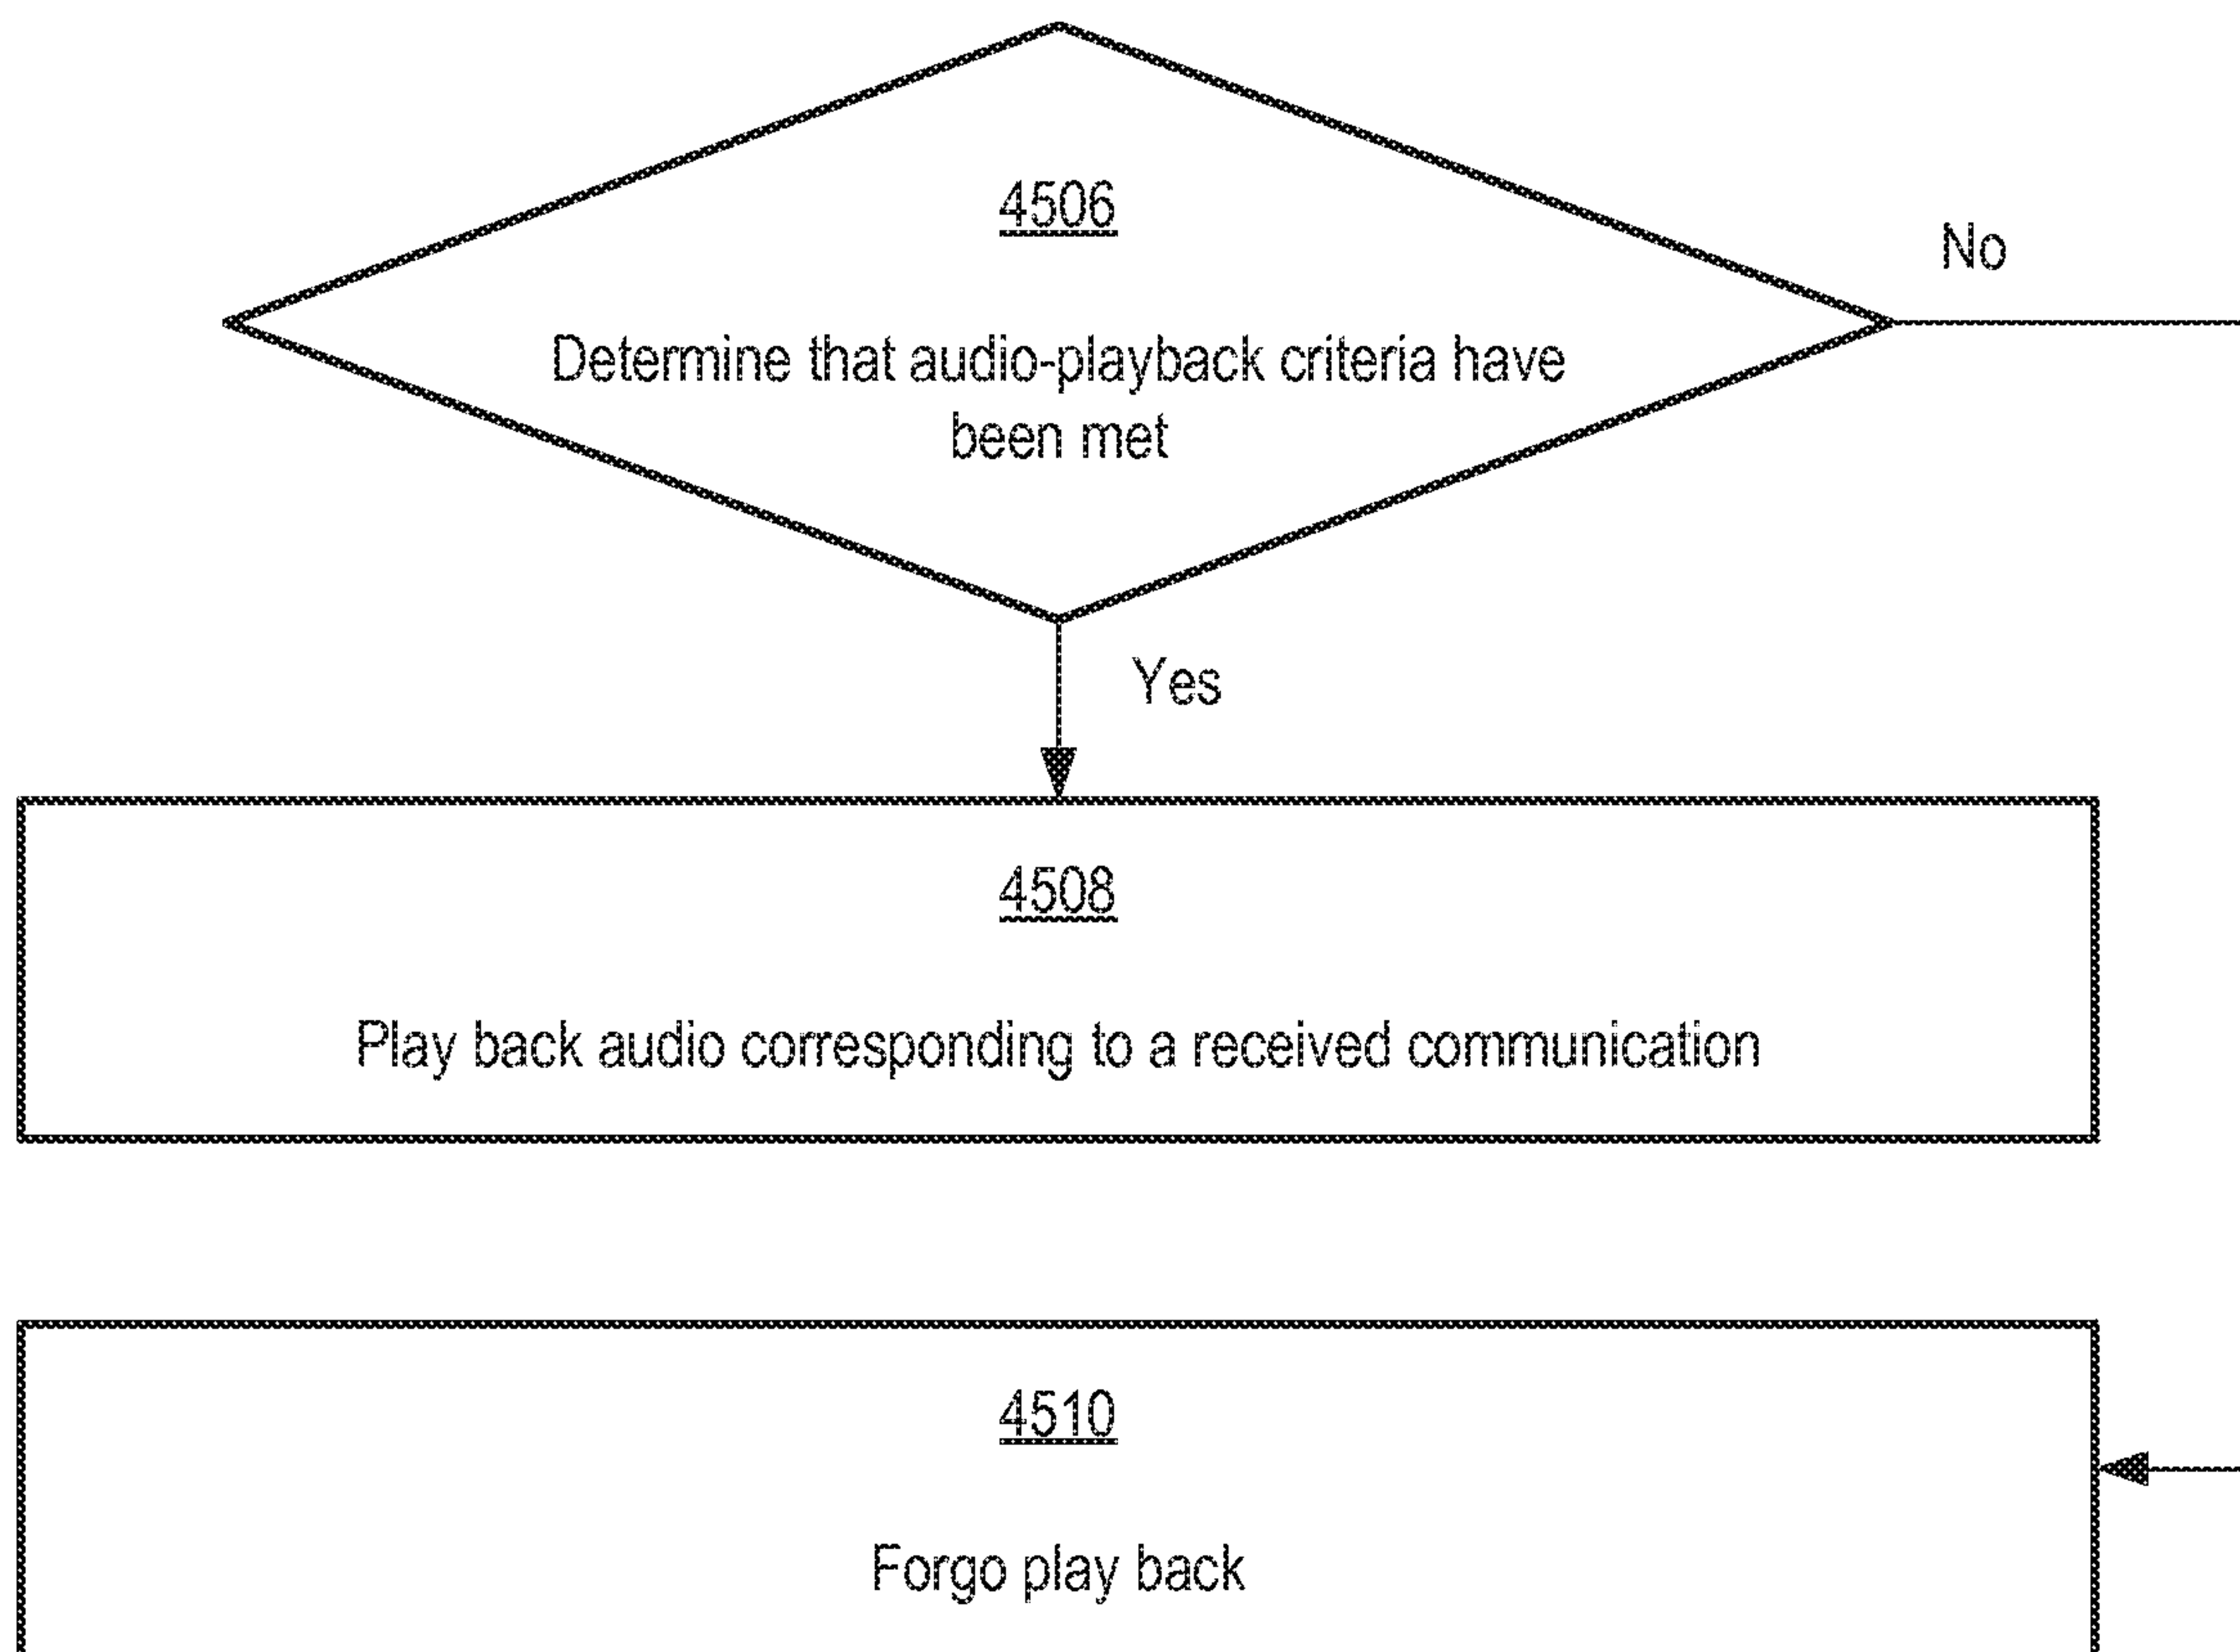 4506
No
Determine that audio-playback criteria have
been met
Yes
4508
Play back audio corresponding to a received communication
4510
Forgo play back